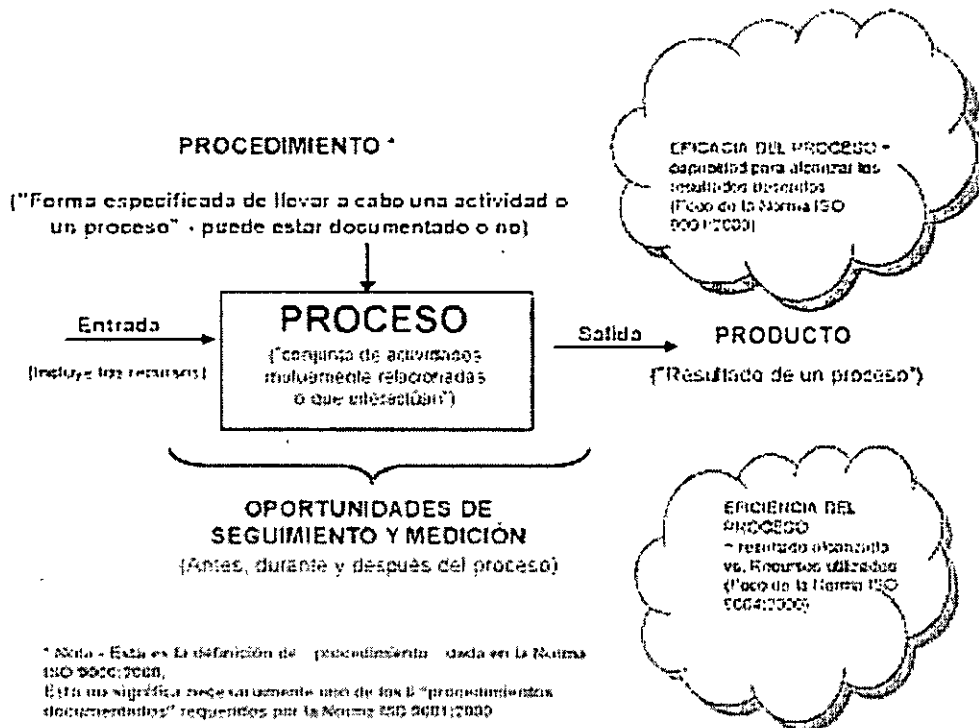 PROCEDIMIENTO *
("Forma especificada de llevar a cabo una actividad o
un proceso" - puede estar documentado o no)
EFICACIA DEL PROCESO =
capacidad para alcanzar los
resultados deseados
(Foco de la Norma ISO
9001:2000)
Entrada
(Incluye los recursos)
PROCESO
("conjunto de actividades
mutuamente relacionadas
o que interactúan")
Salida
PRODUCTO
("Resultado de un proceso")
OPORTUNIDADES DE
SEGUIMIENTO Y MEDICIÓN
(Antes, durante y después del proceso)
EFICIENCIA DEL
PROCESO
= resultado alcanzado
vs. Recursos utilizados
(Foco de la Norma ISO
9004:2000)
* Nota - Esta es la definición de procedimiento dada en la Norma
ISO 9000:2000.
Esto no significa necesariamente uno de los 6 "procedimientos
documentados" requeridos por la Norma ISO 9001:2000